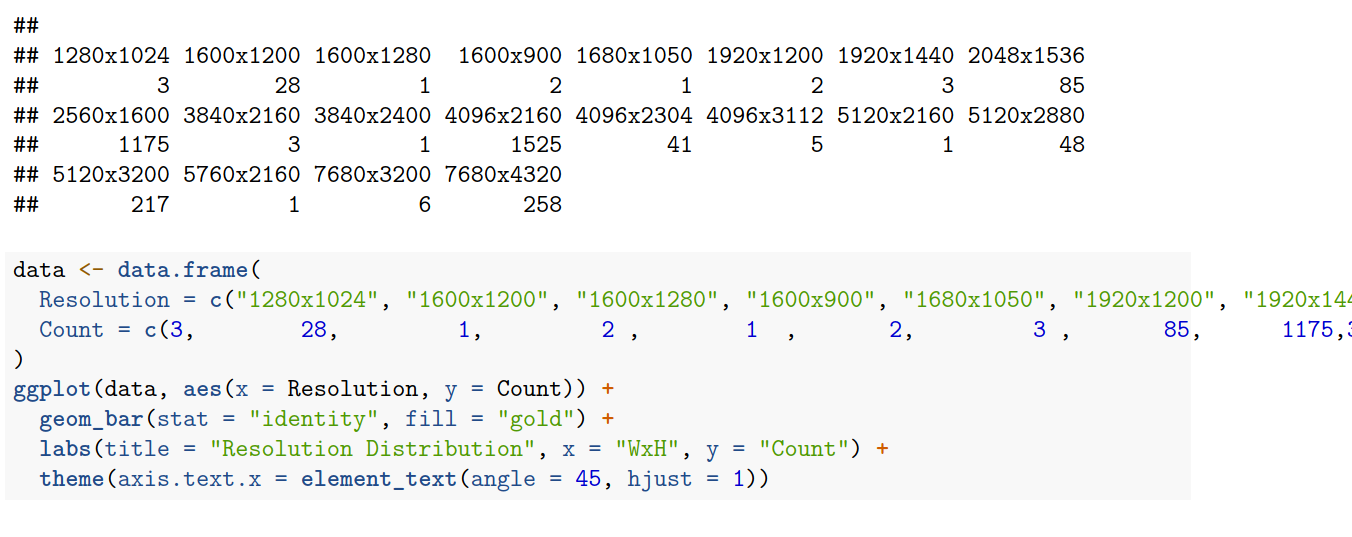 ##
## 1280x1024 1600x1200 1600x1280  1600x900 1680x1050 1920x1200 1920x1440 2048x1536
##         3        28         1         2         1         2         3        85
## 2560x1600 3840x2160 3840x2400 4096x2160 4096x2304 4096x3112 5120x2160 5120x2880
##      1175         3         1      1525        41         5         1        48
## 5120x3200 5760x2160 7680x3200 7680x4320
##       217         1         6       258
data <- data.frame(
  Resolution = c("1280x1024", "1600x1200", "1600x1280", "1600x900", "1680x1050", "1920x1200", "1920x144
  Count = c(3,        28,         1,         2 ,        1  ,       2,         3 ,       85,      1175,3
)
ggplot(data, aes(x = Resolution, y = Count)) +
  geom_bar(stat = "identity", fill = "gold") +
  labs(title = "Resolution Distribution", x = "WxH", y = "Count") +
  theme(axis.text.x = element_text(angle = 45, hjust = 1))